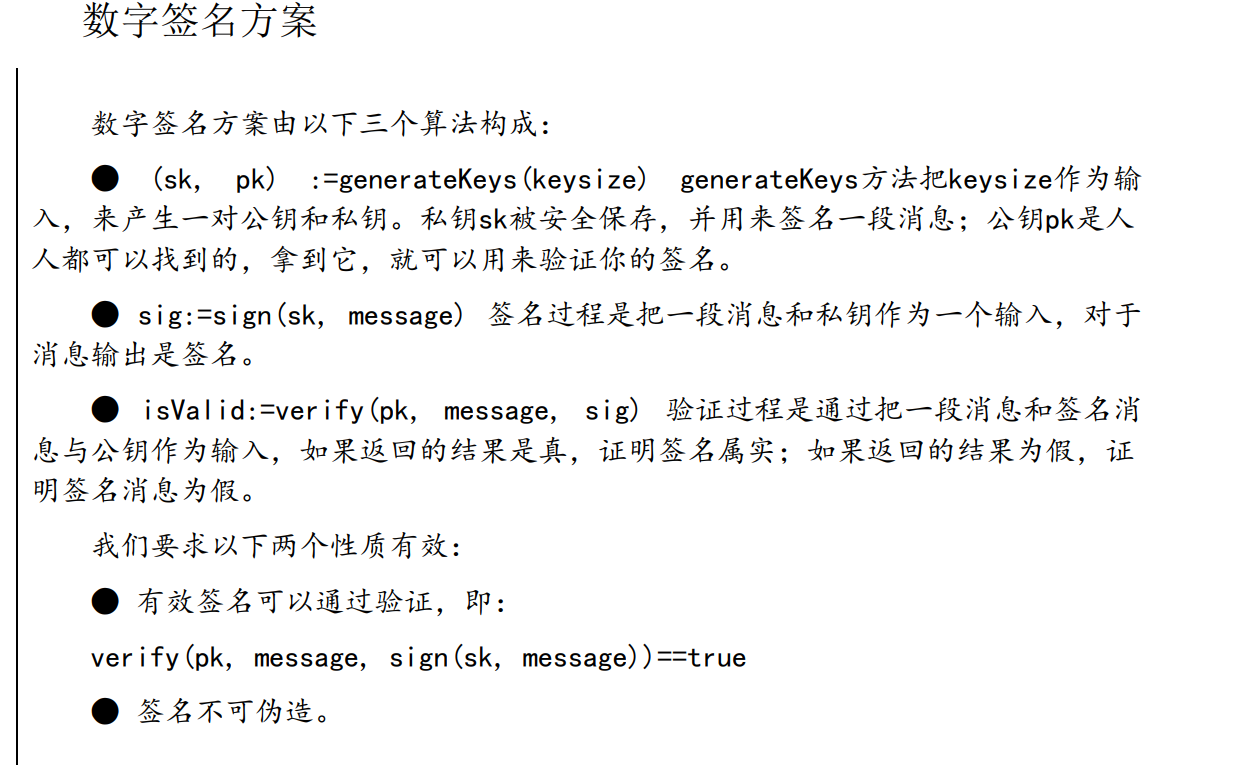 数字签名方案
数字签名方案由以下三个算法构成：
● (sk, pk) :=generateKeys(keysize) generateKeys方法把keysize作为输
入，来产生一对公钥和私钥。私钥sk被安全保存，并用来签名一段消息；公钥pk是人
人都可以找到的，拿到它，就可以用来验证你的签名。
● sig:=sign(sk, message) 签名过程是把一段消息和私钥作为一个输入，对于
消息输出是签名。
● isValid:=verify(pk, message, sig) 验证过程是通过把一段消息和签名消
息与公钥作为输入，如果返回的结果是真，证明签名属实；如果返回的结果为假，证
明签名消息为假。
我们要求以下两个性质有效：
● 有效签名可以通过验证，即：
verify(pk, message, sign(sk, message))==true
● 签名不可伪造。